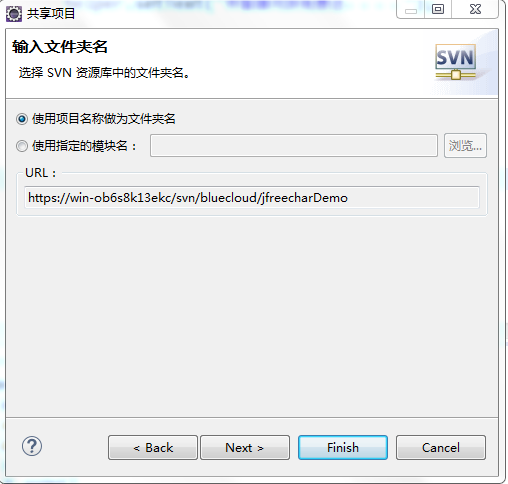 共享项目
输入文件夹名
选择 SVN 资源库中的文件夹名。
SVN
使用项目名称做为文件夹名
使用指定的模块名：
浏览...
URL：
https://win-ob6s8k13ekc/svn/bluecloud/jfreecharDemo
?
< Back
Next >
Finish
Cancel